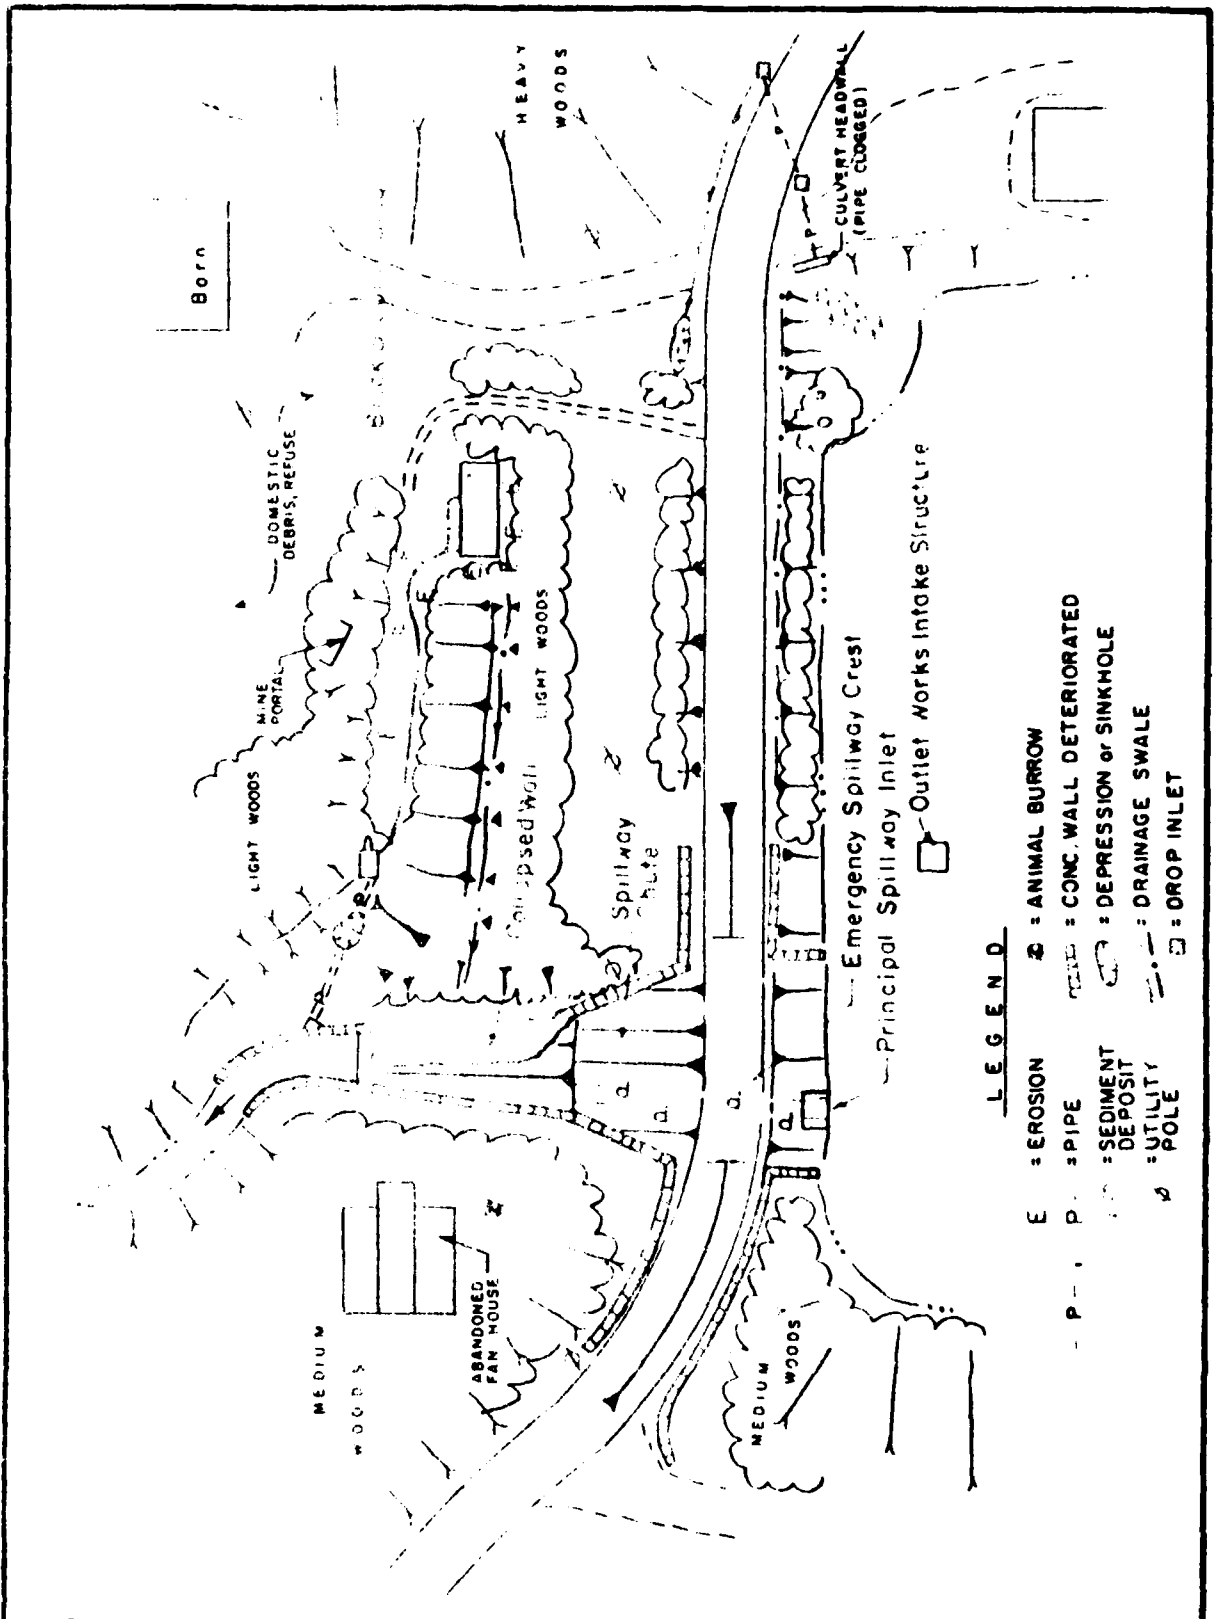 HEAVY
WOODS
Barn
CULVERT HEADWALL
(PIPE CLOGGED)
P
DOMESTIC
DEBRIS, REFUSE
MINE
PORTAL
LIGHT WOODS
E
LIGHT WOODS
Collapsed Wall
Spillway
Chute
P
Emergency Spillway Crest
Principal Spillway Inlet
Outlet Works Intake Structure
ABANDONED
FAN HOUSE
MEDIUM
WOODS
MEDIUM
WOODS
LEGEND
E = EROSION
- P - P = PIPE
= SEDIMENT
DEPOSIT
= UTILITY
POLE
= ANIMAL BURROW
= CONC. WALL DETERIORATED
= DEPRESSION or SINKHOLE
= DRAINAGE SWALE
= DROP INLET